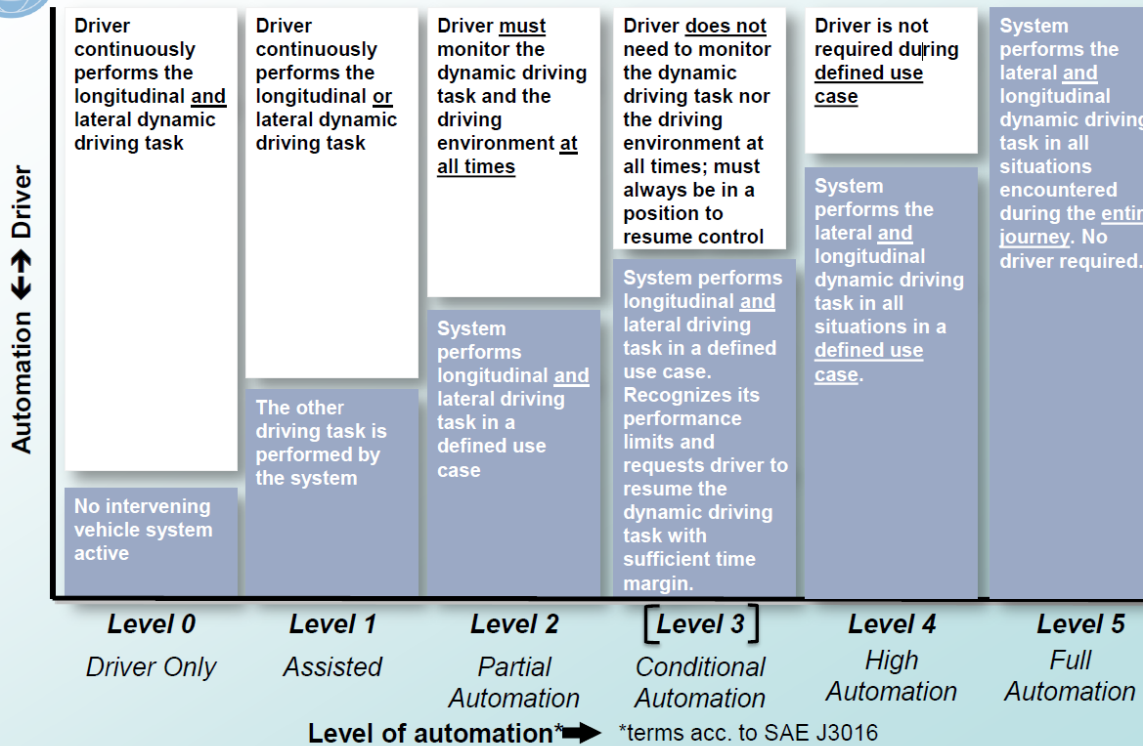 Driver
continuously
performs the
longitudinal and
lateral dynamic
driving task
No intervening
vehicle system
active
Driver
continuously
performs the
longitudinal or
lateral dynamic
driving task
The other
driving task is
performed by
the system
Driver must
monitor the
dynamic driving
task and the
driving
environment at
all times
System
performs
longitudinal and
lateral driving
task in a
defined use
case
Driver does not
need to monitor
the dynamic
driving task nor
the driving
environment at
all times; must
always be in a
position to
resume control
System performs
longitudinal and
lateral driving
task in a defined
use case.
Recognizes its
performance
limits and
requests driver to
resume the
dynamic driving
task with
sufficient time
margin.
Driver is not
required during
defined use
case
System
performs the
lateral and
longitudinal
dynamic driving
task in all
situations in a
defined use
case.
System
performs the
lateral and
longitudinal
dynamic driving
task in all
situations
encountered
during the entir
journey. No
driver required.
Automation ↔ Driver
Level 0
Driver Only
Level 1
Assisted
Level 2
Partial
Automation
[Level 3]
Conditional
Automation
Level 4
High
Automation
Level 5
Full
Automation
Level of automation* ➡ *terms acc. to SAE J3016